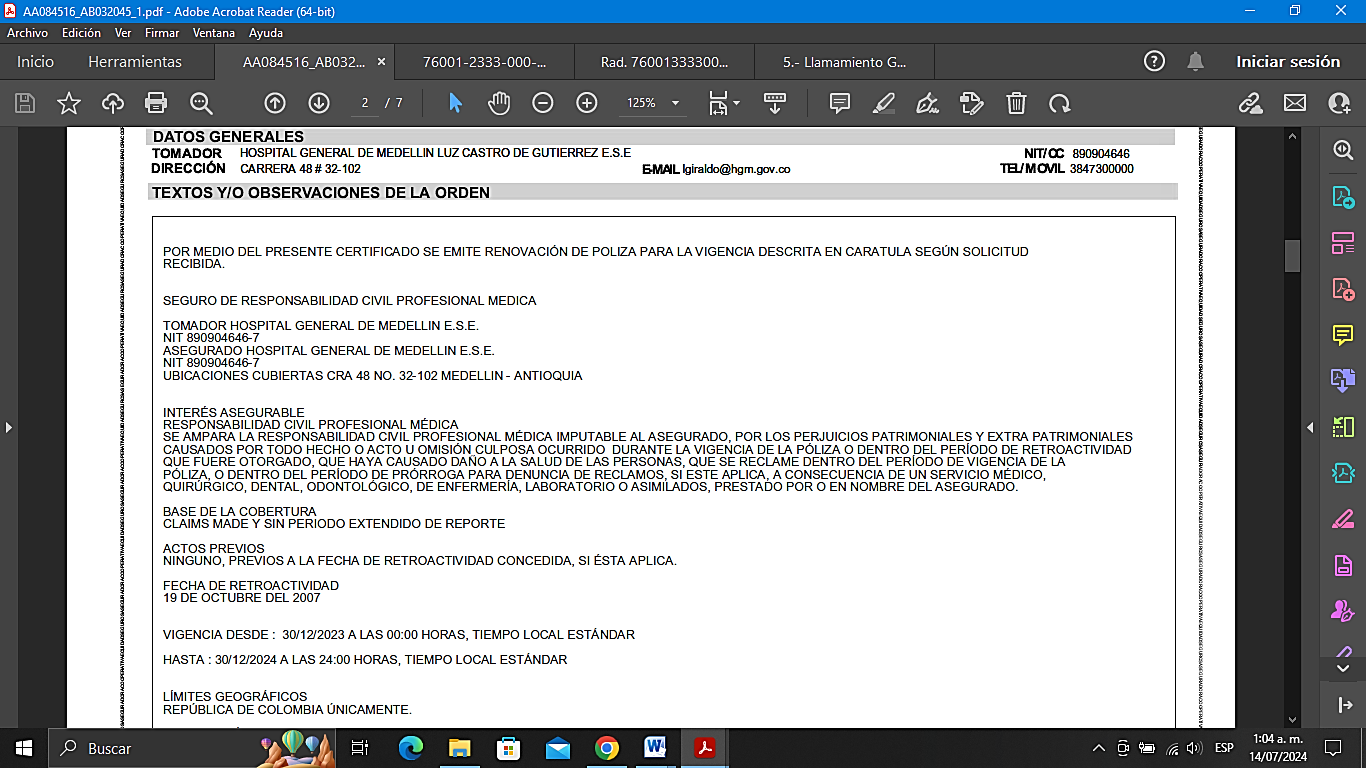 AA084516_AB032045_1.pdf - Adobe Acrobat Reader (64-bit)
Archivo Edición Ver Firmar Ventana Ayuda
Inicio Herramientas AA084516_AB032... × 76001-2333-000-... Rad. 76001333300... 5.- Llamamiento G... Iniciar sesión
2 / 7 125%
DATOS GENERALES
TOMADOR HOSPITAL GENERAL DE MEDELLIN LUZ CASTRO DE GUTIERREZ E.S.E NIT/CC 890904646
DIRECCIÓN CARRERA 48 # 32-102 E-MAIL lgiraldo@hgm.gov.co TEL/MOVIL 3847300000
TEXTOS Y/O OBSERVACIONES DE LA ORDEN
POR MEDIO DEL PRESENTE CERTIFICADO SE EMITE RENOVACIÓN DE POLIZA PARA LA VIGENCIA DESCRITA EN CARATULA SEGÚN SOLICITUD
RECIBIDA.
SEGURO DE RESPONSABILIDAD CIVIL PROFESIONAL MEDICA
TOMADOR HOSPITAL GENERAL DE MEDELLIN E.S.E.
NIT 890904646-7
ASEGURADO HOSPITAL GENERAL DE MEDELLIN E.S.E.
NIT 890904646-7
UBICACIONES CUBIERTAS CRA 48 NO. 32-102 MEDELLIN - ANTIOQUIA
INTERÉS ASEGURABLE
RESPONSABILIDAD CIVIL PROFESIONAL MÉDICA
SE AMPARA LA RESPONSABILIDAD CIVIL PROFESIONAL MÉDICA IMPUTABLE AL ASEGURADO, POR LOS PERJUICIOS PATRIMONIALES Y EXTRA PATRIMONIALES
CAUSADOS POR TODO HECHO O ACTO U OMISIÓN CULPOSA OCURRIDO DURANTE LA VIGENCIA DE LA PÓLIZA O DENTRO DEL PERÍODO DE RETROACTIVIDAD
QUE FUERE OTORGADO, QUE HAYA CAUSADO DAÑO A LA SALUD DE LAS PERSONAS, QUE SE RECLAME DENTRO DEL PERÍODO DE VIGENCIA DE LA
PÓLIZA, O DENTRO DEL PERÍODO DE PRÓRROGA PARA DENUNCIA DE RECLAMOS, SI ESTE APLICA, A CONSECUENCIA DE UN SERVICIO MÉDICO,
QUIRÚRGICO, DENTAL, ODONTOLÓGICO, DE ENFERMERÍA, LABORATORIO O ASIMILADOS, PRESTADO POR O EN NOMBRE DEL ASEGURADO.
BASE DE LA COBERTURA
CLAIMS MADE Y SIN PERIODO EXTENDIDO DE REPORTE
ACTOS PREVIOS
NINGUNO, PREVIOS A LA FECHA DE RETROACTIVIDAD CONCEDIDA, SI ÉSTA APLICA.
FECHA DE RETROACTIVIDAD
19 DE OCTUBRE DEL 2007
VIGENCIA DESDE : 30/12/2023 A LAS 00:00 HORAS, TIEMPO LOCAL ESTÁNDAR
HASTA : 30/12/2024 A LAS 24:00 HORAS, TIEMPO LOCAL ESTÁNDAR
LÍMITES GEOGRÁFICOS
REPÚBLICA DE COLOMBIA ÚNICAMENTE.
Buscar ESP 1:04 a. m.
14/07/2024